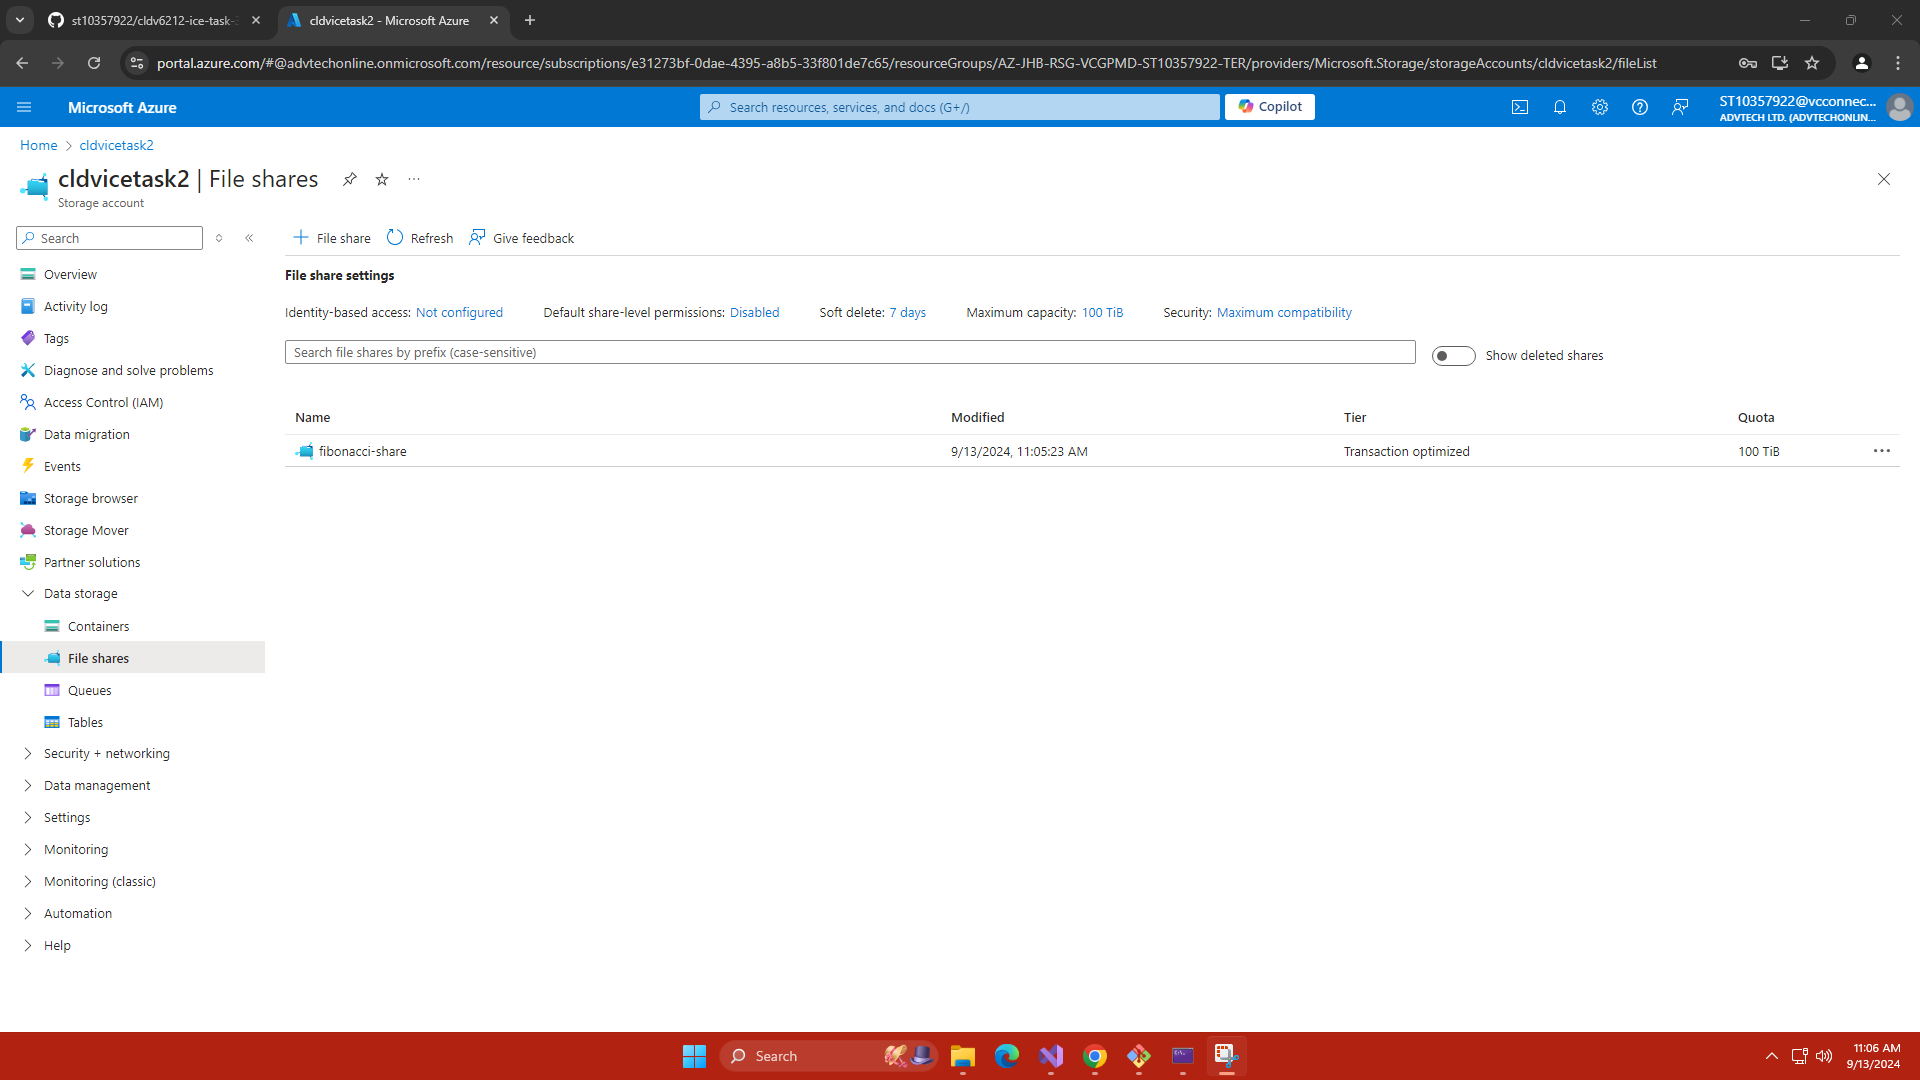 st10357922/cldv6212-ice-task-
cldvicetask2 - Microsoft Azure
portal.azure.com/#@advtechonline.onmicrosoft.com/resource/subscriptions/e31273bf-0dae-4395-a8b5-33f801de7c65/resourceGroups/AZ-JHB-RSG-VCGPMD-ST10357922-TER/providers/Microsoft.Storage/storageAccounts/cldvicetask2/fileList
Microsoft Azure
Search resources, services, and docs (G+/)
Copilot
ST10357922@vcconnec...
ADVTECH LTD. (ADVTECHONLIN...
Home > cldvicetask2
cldvicetask2 | File shares
Storage account
Search
Overview
Activity log
Tags
Diagnose and solve problems
Access Control (IAM)
Data migration
Events
Storage browser
Storage Mover
Partner solutions
Data storage
Containers
File shares
Queues
Tables
Security + networking
Data management
Settings
Monitoring
Monitoring (classic)
Automation
Help
File share
Refresh
Give feedback
File share settings
Identity-based access: Not configured
Default share-level permissions: Disabled
Soft delete: 7 days
Maximum capacity: 100 TiB
Security: Maximum compatibility
Search file shares by prefix (case-sensitive)
Show deleted shares
Name Modified Tier Quota
fibonacci-share 9/13/2024, 11:05:23 AM Transaction optimized 100 TiB
Search
11:06 AM
9/13/2024